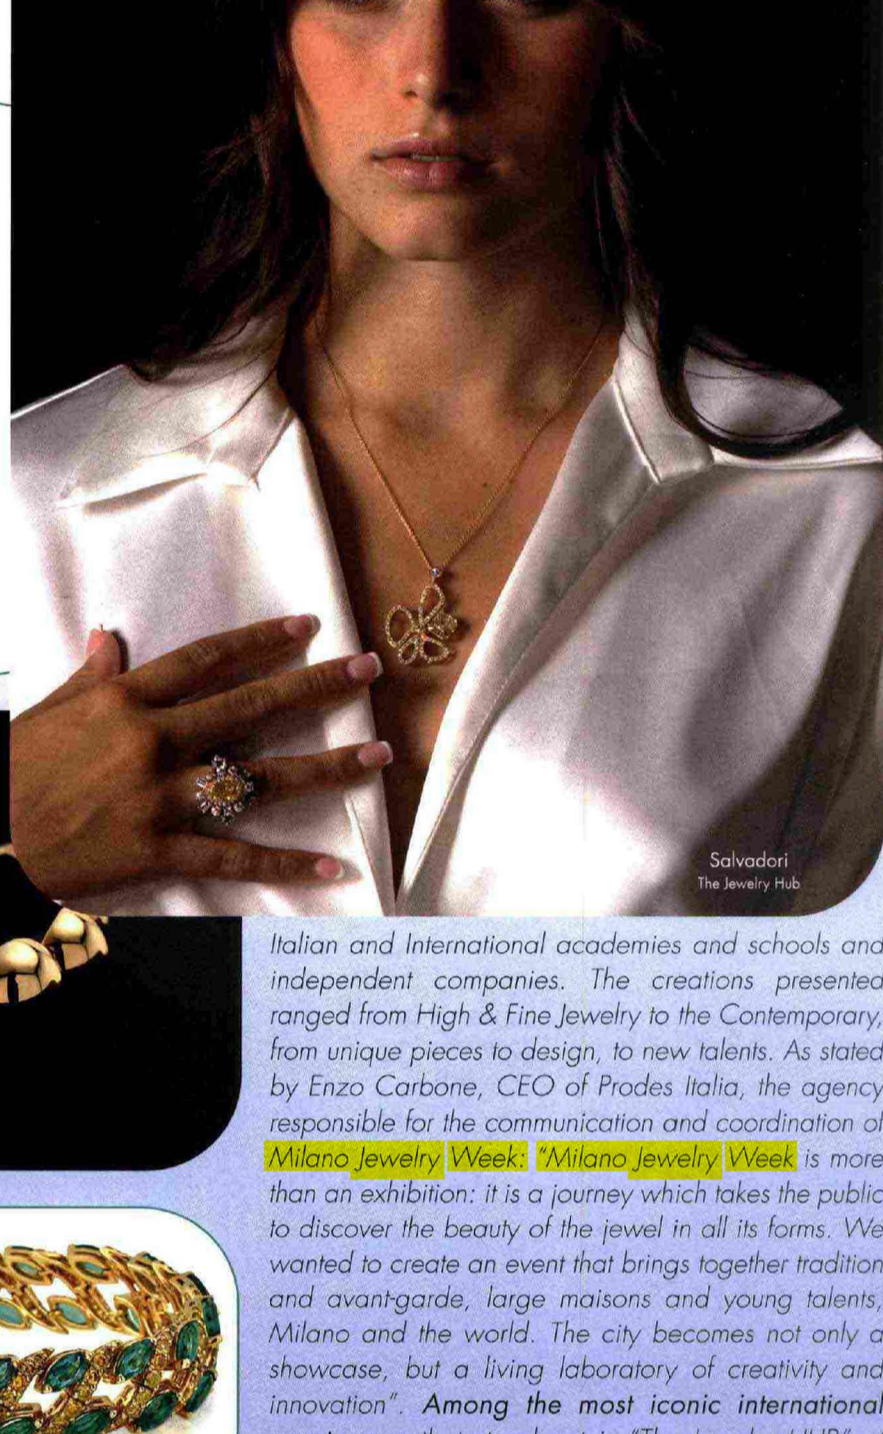 Salvadori
The Jewelry Hub
Italian and International academies and schools and
independent companies. The creations presented
ranged from High & Fine Jewelry to the Contemporary,
from unique pieces to design, to new talents. As stated
by Enzo Carbone, CEO of Prodes Italia, the agency
responsible for the communication and coordination of
Milano Jewelry Week: "Milano Jewelry Week is more
than an exhibition: it is a journey which takes the public
to discover the beauty of the jewel in all its forms. We
wanted to create an event that brings together tradition
and avant-garde, large maisons and young talents,
Milano and the world. The city becomes not only a
showcase, but a living laboratory of creativity and
innovation". Among the most iconic international